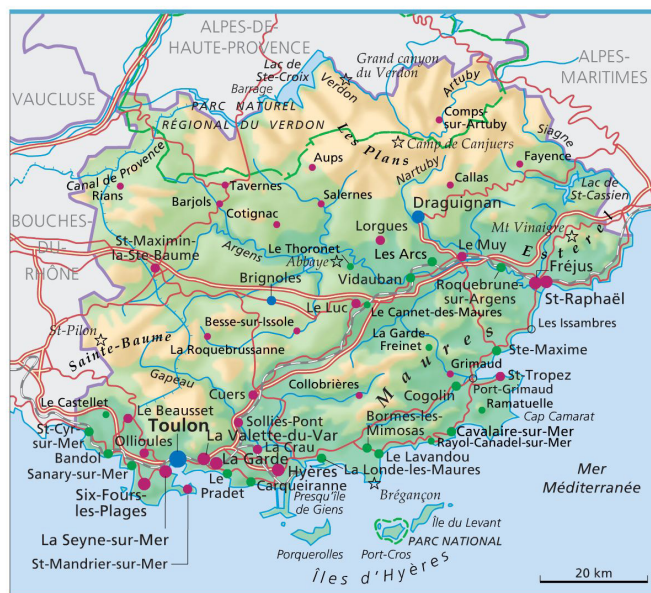 ALPES-DE-
HAUTE-PROVENCE
Grand canyon
du Verdon
Lac de
Ste-Croix
Verdon
Artuby
ALPES-
MARITIMES
Barrage
VAUCLUSE
PARC NATUREL
RÉGIONAL DU VERDON
Comps-
sur-Artuby
Les Plans
Camp de Canjuers
Siagne
Aups
Nartuby
Fayence
Canal de Provence
Rians
Tavernes
Callas
Lac de
St-Cassien
Barjols
Salernes
Draguignan
Cotignac
Mt Vinaigre
BOUCHES-
DU-
RHÔNE
St-Maximin-
la-Ste-Baume
Argens
Lorgues
Le Thoronet
Abbaye
Les Arcs
Le Muy
Esterel
Fréjus
Brignoles
Vidauban
Roquebrune-
sur-Argens
St-Raphaël
Le Luc
Le Cannet-des-Maures
St-Pilon
Besse-sur-Issole
Les Issambres
Sainte-Baume
La Roquebrussanne
La Garde-
Freinet
Maures
Ste-Maxime
Gapeau
Grimaud
St-Tropez
Cuers
Collobrières
Port-Grimaud
Cogolin
Ramatuelle
Le Castellet
Le Beausset
Cap Camarat
St-Cyr-
sur-Mer
Toulon
Solliès-Pont
Bormes-les-
Mimosas
Ollioules
La Valette-du-Var
Cavalaire-sur-Mer
Bandol
La Crau
Rayol-Canadel-sur-Mer
La Garde
Le Lavandou
Sanary-sur-Mer
Hyères
La Londe-les-Maures
Le
Pradet
Carqueiranne
Mer
Méditerranée
Six-Fours-
les-Plages
Presqu'île
de Giens
Brégançon
La Seyne-sur-Mer
Île du Levant
PARC NATIONAL
St-Mandrier-sur-Mer
Porquerolles
Port-Cros
Îles d'Hyères
20 km